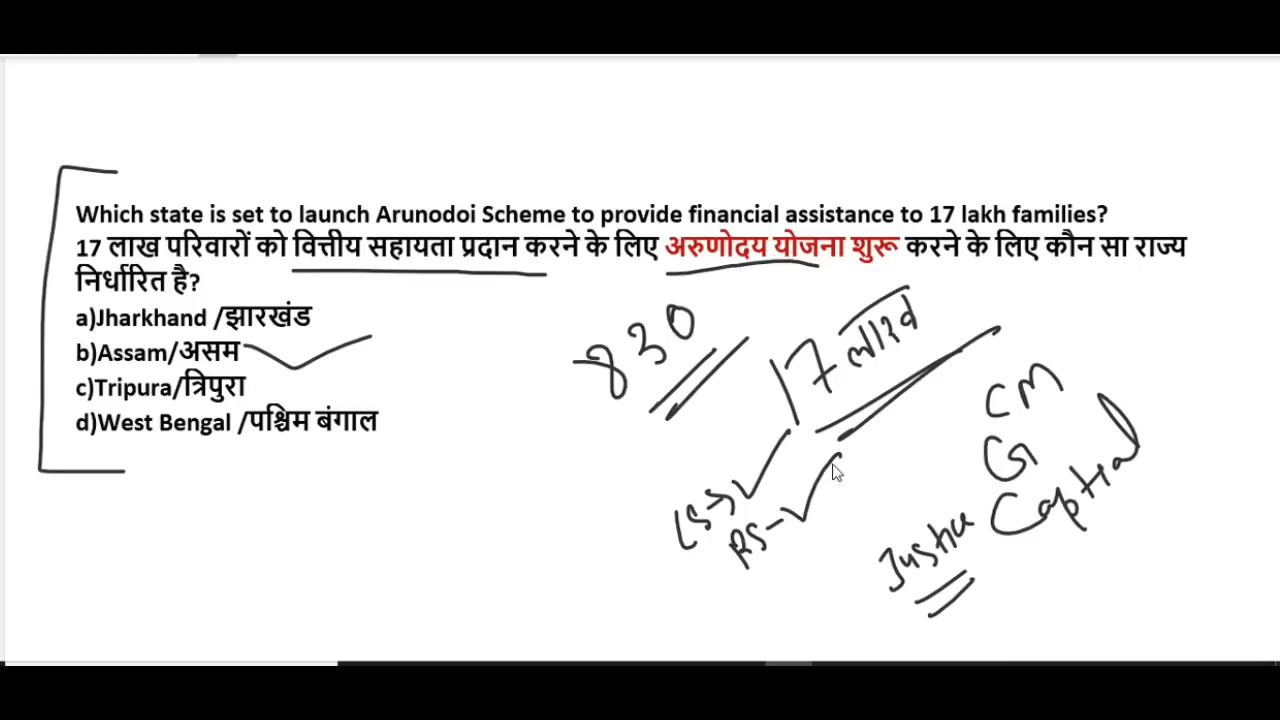 Which state is set to launch Arunodoi Scheme to provide financial assistance to 17 lakh families?
17 लाख परिवारों को वित्तीय सहायता प्रदान करने के लिए अरुणोदय योजना शुरू करने के लिए कौन सा राज्य
निर्धारित है?
a)Jharkhand /झारखंड
b)Assam/असम
c)Tripura/त्रिपुरा
d)West Bengal /पश्चिम बंगाल
830
17 लाख
LS-
RS-
CM
G
Capital
Justice